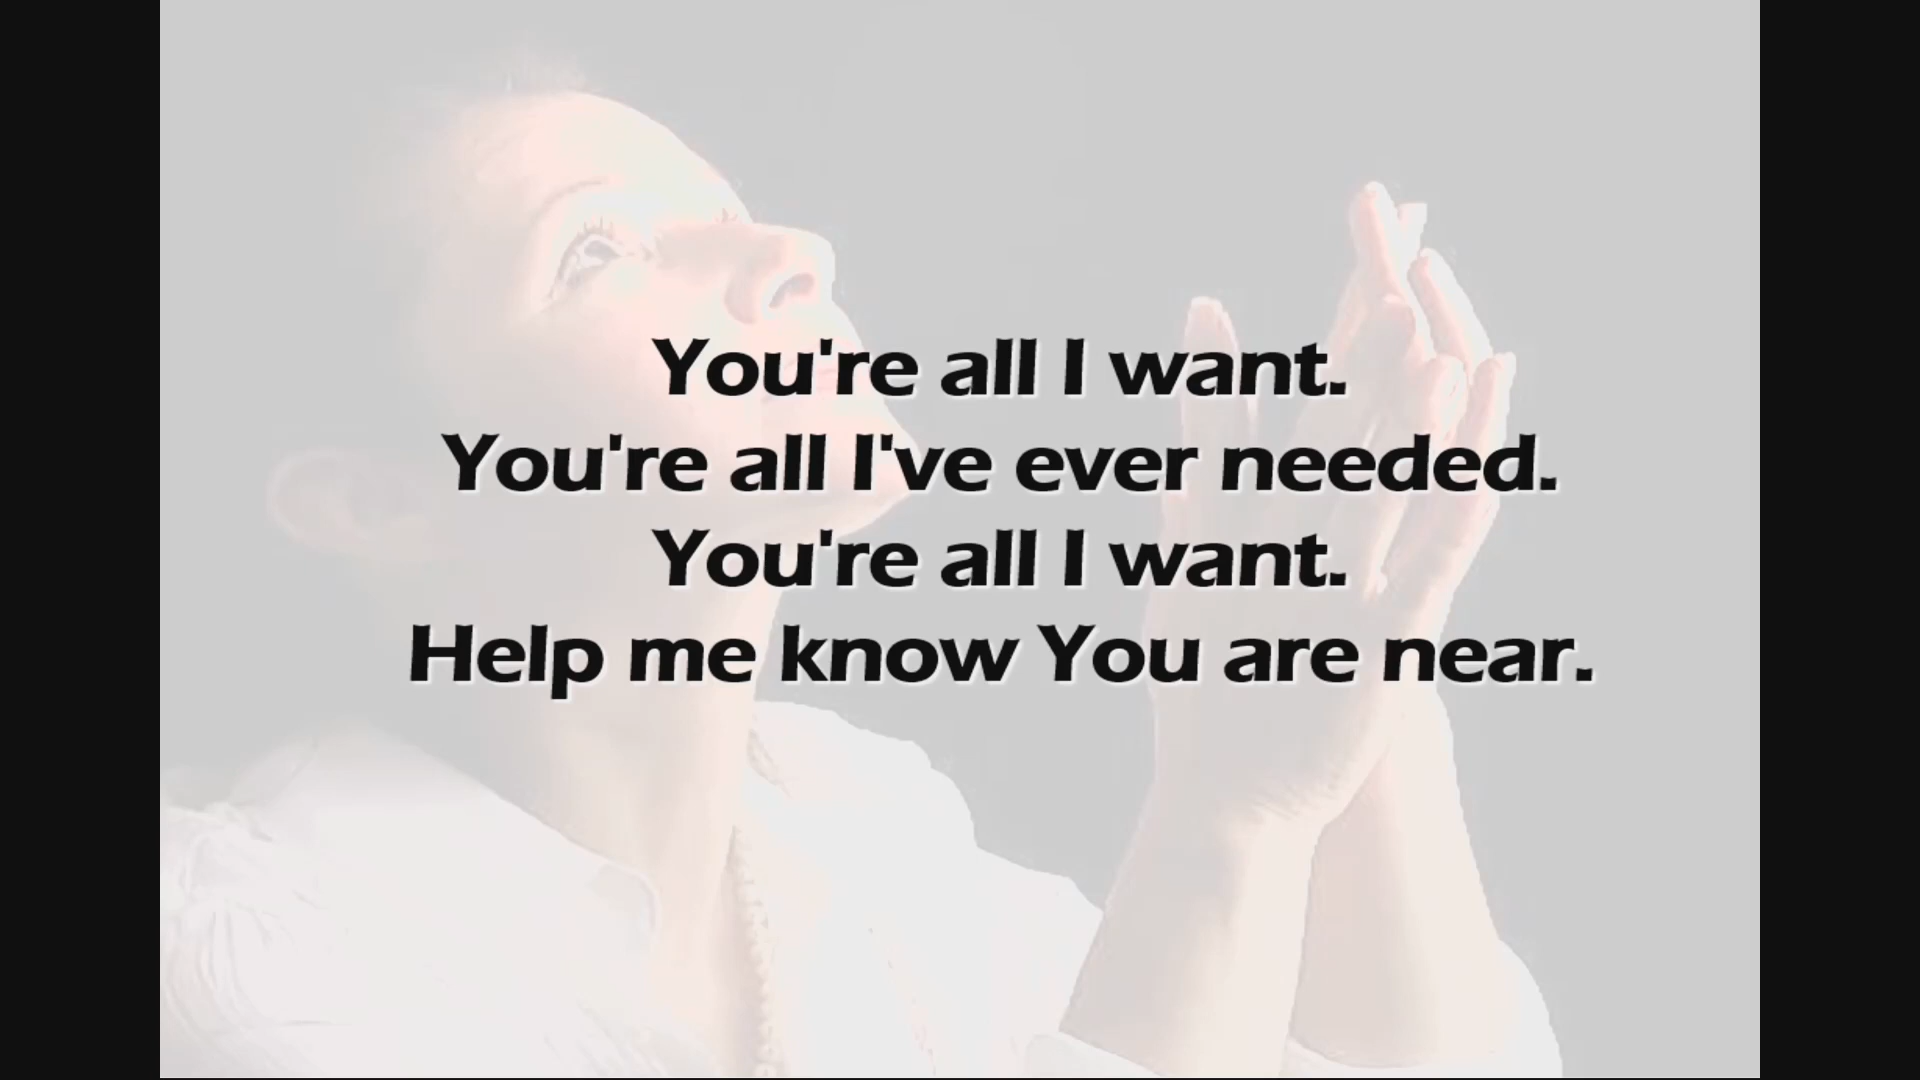 You're all I want.
You're all I've ever needed.
You're all I want.
Help me know You are near.